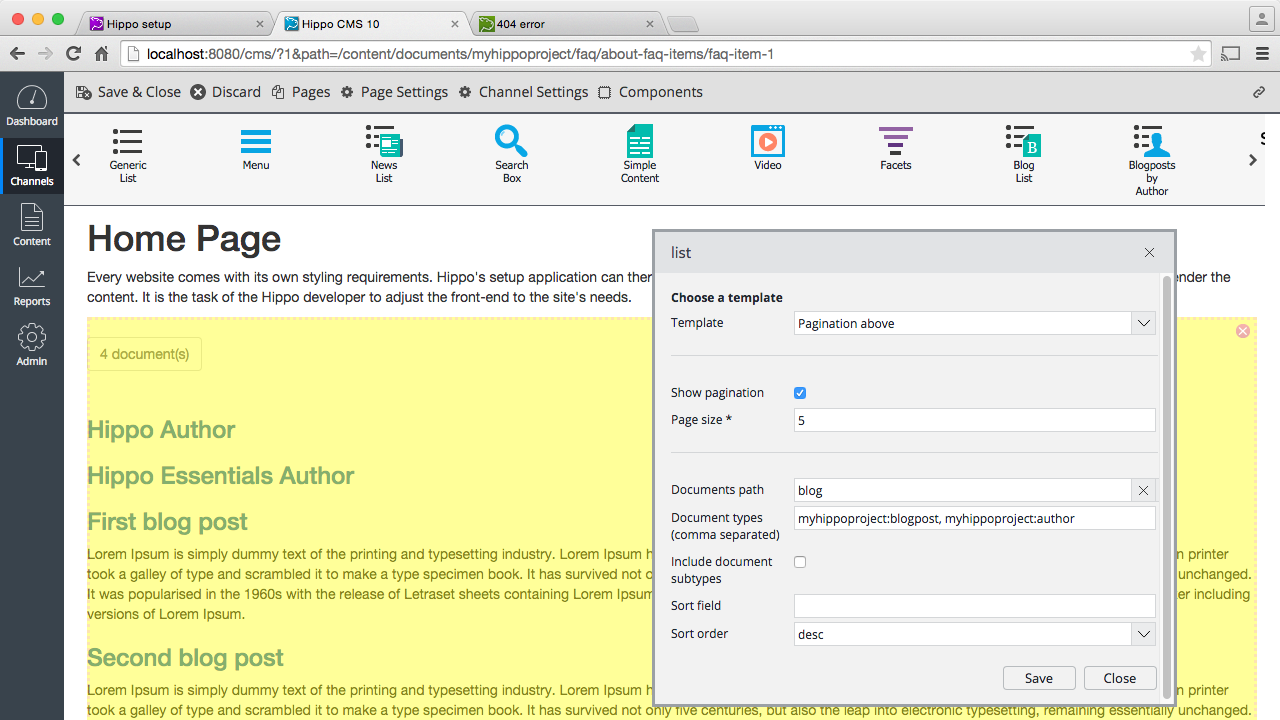 Hippo setup
Hippo CMS 10
404 error
localhost:8080/cms/?1&path=/content/documents/myhippoproject/faq/about-faq-items/faq-item-1
Dashboard
Channels
Content
Reports
Admin
Save & Close
Discard
Pages
Page Settings
Channel Settings
Components
Generic
List
Menu
News
List
Search
Box
Simple
Content
Video
Facets
B
Blog
List
Blogposts
by
Author
Home Page
Every website comes with its own styling requirements. Hippo's setup application can ther
nder the
content. It is the task of the Hippo developer to adjust the front-end to the site's needs.
4 document(s)
Hippo Author
Hippo Essentials Author
First blog post
Lorem Ipsum is simply dummy text of the printing and typesetting industry. Lorem Ipsum h
n printer
took a galley of type and scrambled it to make a type specimen book. It has survived not o
unchanged.
It was popularised in the 1960s with the release of Letraset sheets containing Lorem Ipsum
er including
versions of Lorem Ipsum.
Second blog post
Lorem Ipsum is simply dummy text of the printing and typesetting industry. Lorem Ipsum h
n printer
took a galley of type and scrambled it to make a type specimen book. It has survived not only five centuries, but also the leap into electronic typesetting, remaining essentially unchanged.
list
Choose a template
Template
Pagination above
Show pagination
Page size *
5
Documents path
blog
Document types
(comma separated)
myhippoproject:blogpost, myhippoproject:author
Include document
subtypes
Sort field
Sort order
desc
Save
Close